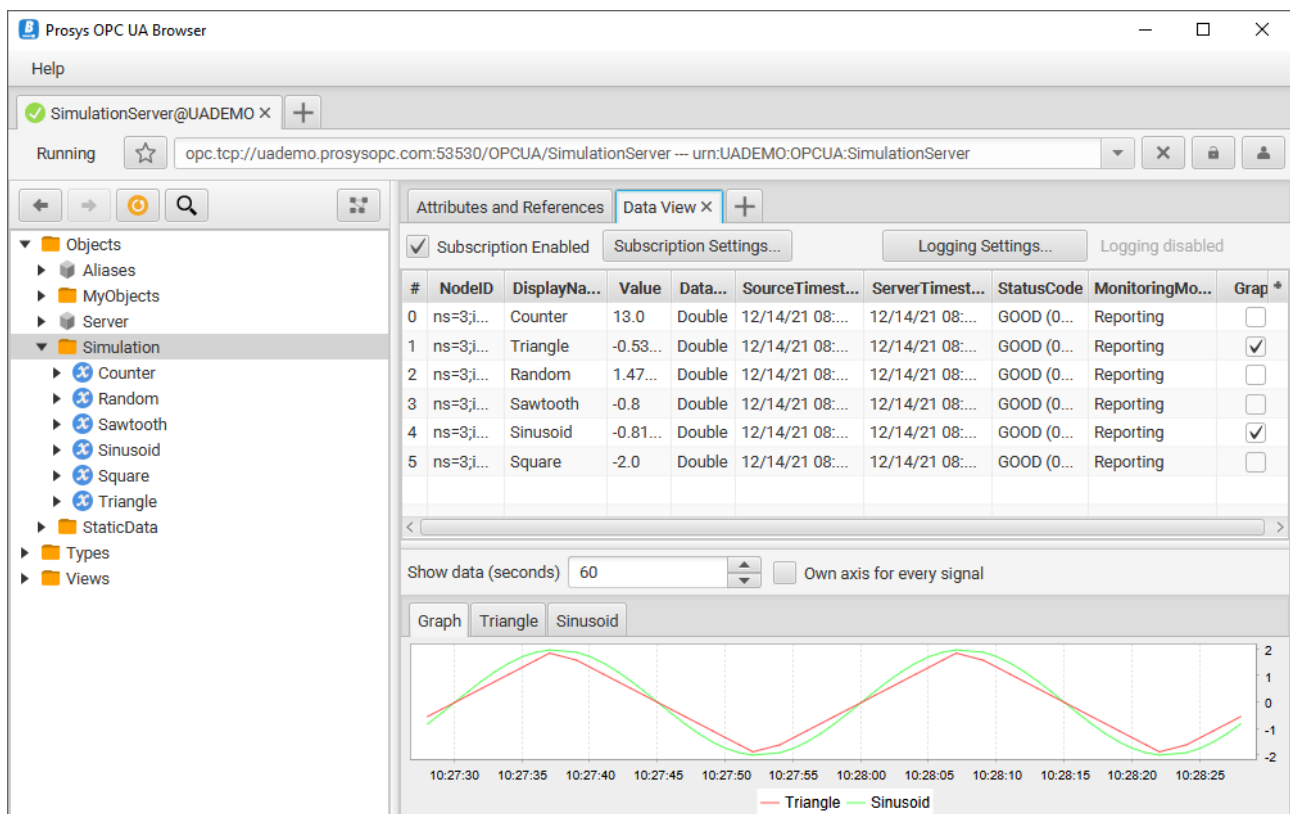 Prosys OPC UA Browser
Help
SimulationServer@UADEMO
Running
opc.tcp://uademo.prosysopc.com:53530/OPCUA/SimulationServer --- urn:UADEMO:OPCUA:SimulationServer
Objects
Aliases
MyObjects
Server
Simulation
Counter
Random
Sawtooth
Sinusoid
Square
Triangle
StaticData
Types
Views
Attributes and References Data View
Subscription Enabled Subscription Settings... Logging Settings... Logging disabled
# NodeID DisplayNa... Value Data... SourceTimest... ServerTimest... StatusCode MonitoringMo... Grap
0 ns=3;i... Counter 13.0 Double 12/14/21 08:... 12/14/21 08:... GOOD (0... Reporting
1 ns=3;i... Triangle -0.53... Double 12/14/21 08:... 12/14/21 08:... GOOD (0... Reporting
2 ns=3;i... Random 1.47... Double 12/14/21 08:... 12/14/21 08:... GOOD (0... Reporting
3 ns=3;i... Sawtooth -0.8 Double 12/14/21 08:... 12/14/21 08:... GOOD (0... Reporting
4 ns=3;i... Sinusoid -0.81... Double 12/14/21 08:... 12/14/21 08:... GOOD (0... Reporting
5 ns=3;i... Square -2.0 Double 12/14/21 08:... 12/14/21 08:... GOOD (0... Reporting
Show data (seconds) 60 Own axis for every signal
Graph Triangle Sinusoid
2
1
0
-1
-2
10:27:30 10:27:35 10:27:40 10:27:45 10:27:50 10:27:55 10:28:00 10:28:05 10:28:10 10:28:15 10:28:20 10:28:25
Triangle Sinusoid